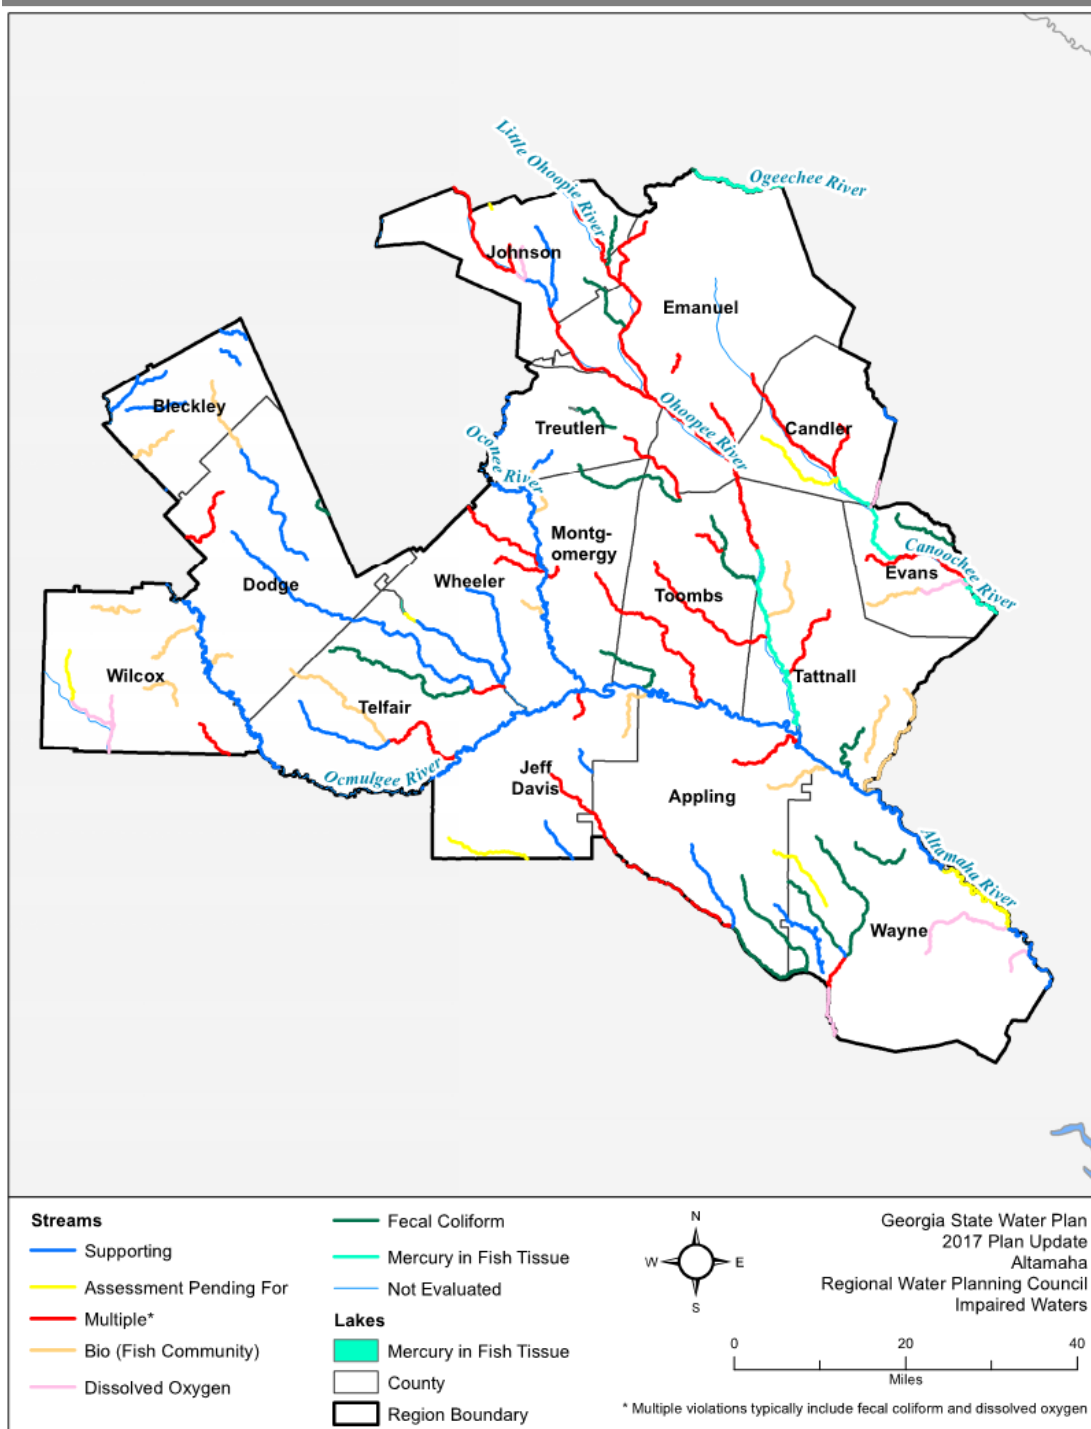 Little Ohoopie River
Ogeechee River
Johnson
Emanuel
Bleckley
Treutlen
Ohoopee River
Candler
Oconee River
Montg-
omergy
Canoochee River
Evans
Dodge
Wheeler
Toombs
Wilcox
Telfair
Tattnall
Ocmulgee River
Jeff
Davis
Appling
Altamaha River
Wayne
Streams
Supporting
Assessment Pending For
Multiple*
Bio (Fish Community)
Dissolved Oxygen
Fecal Coliform
Mercury in Fish Tissue
Not Evaluated
Lakes
Mercury in Fish Tissue
County
Region Boundary
N
W
E
S
Georgia State Water Plan
2017 Plan Update
Altamaha
Regional Water Planning Council
Impaired Waters
0 20 40
Miles
* Multiple violations typically include fecal coliform and dissolved oxygen